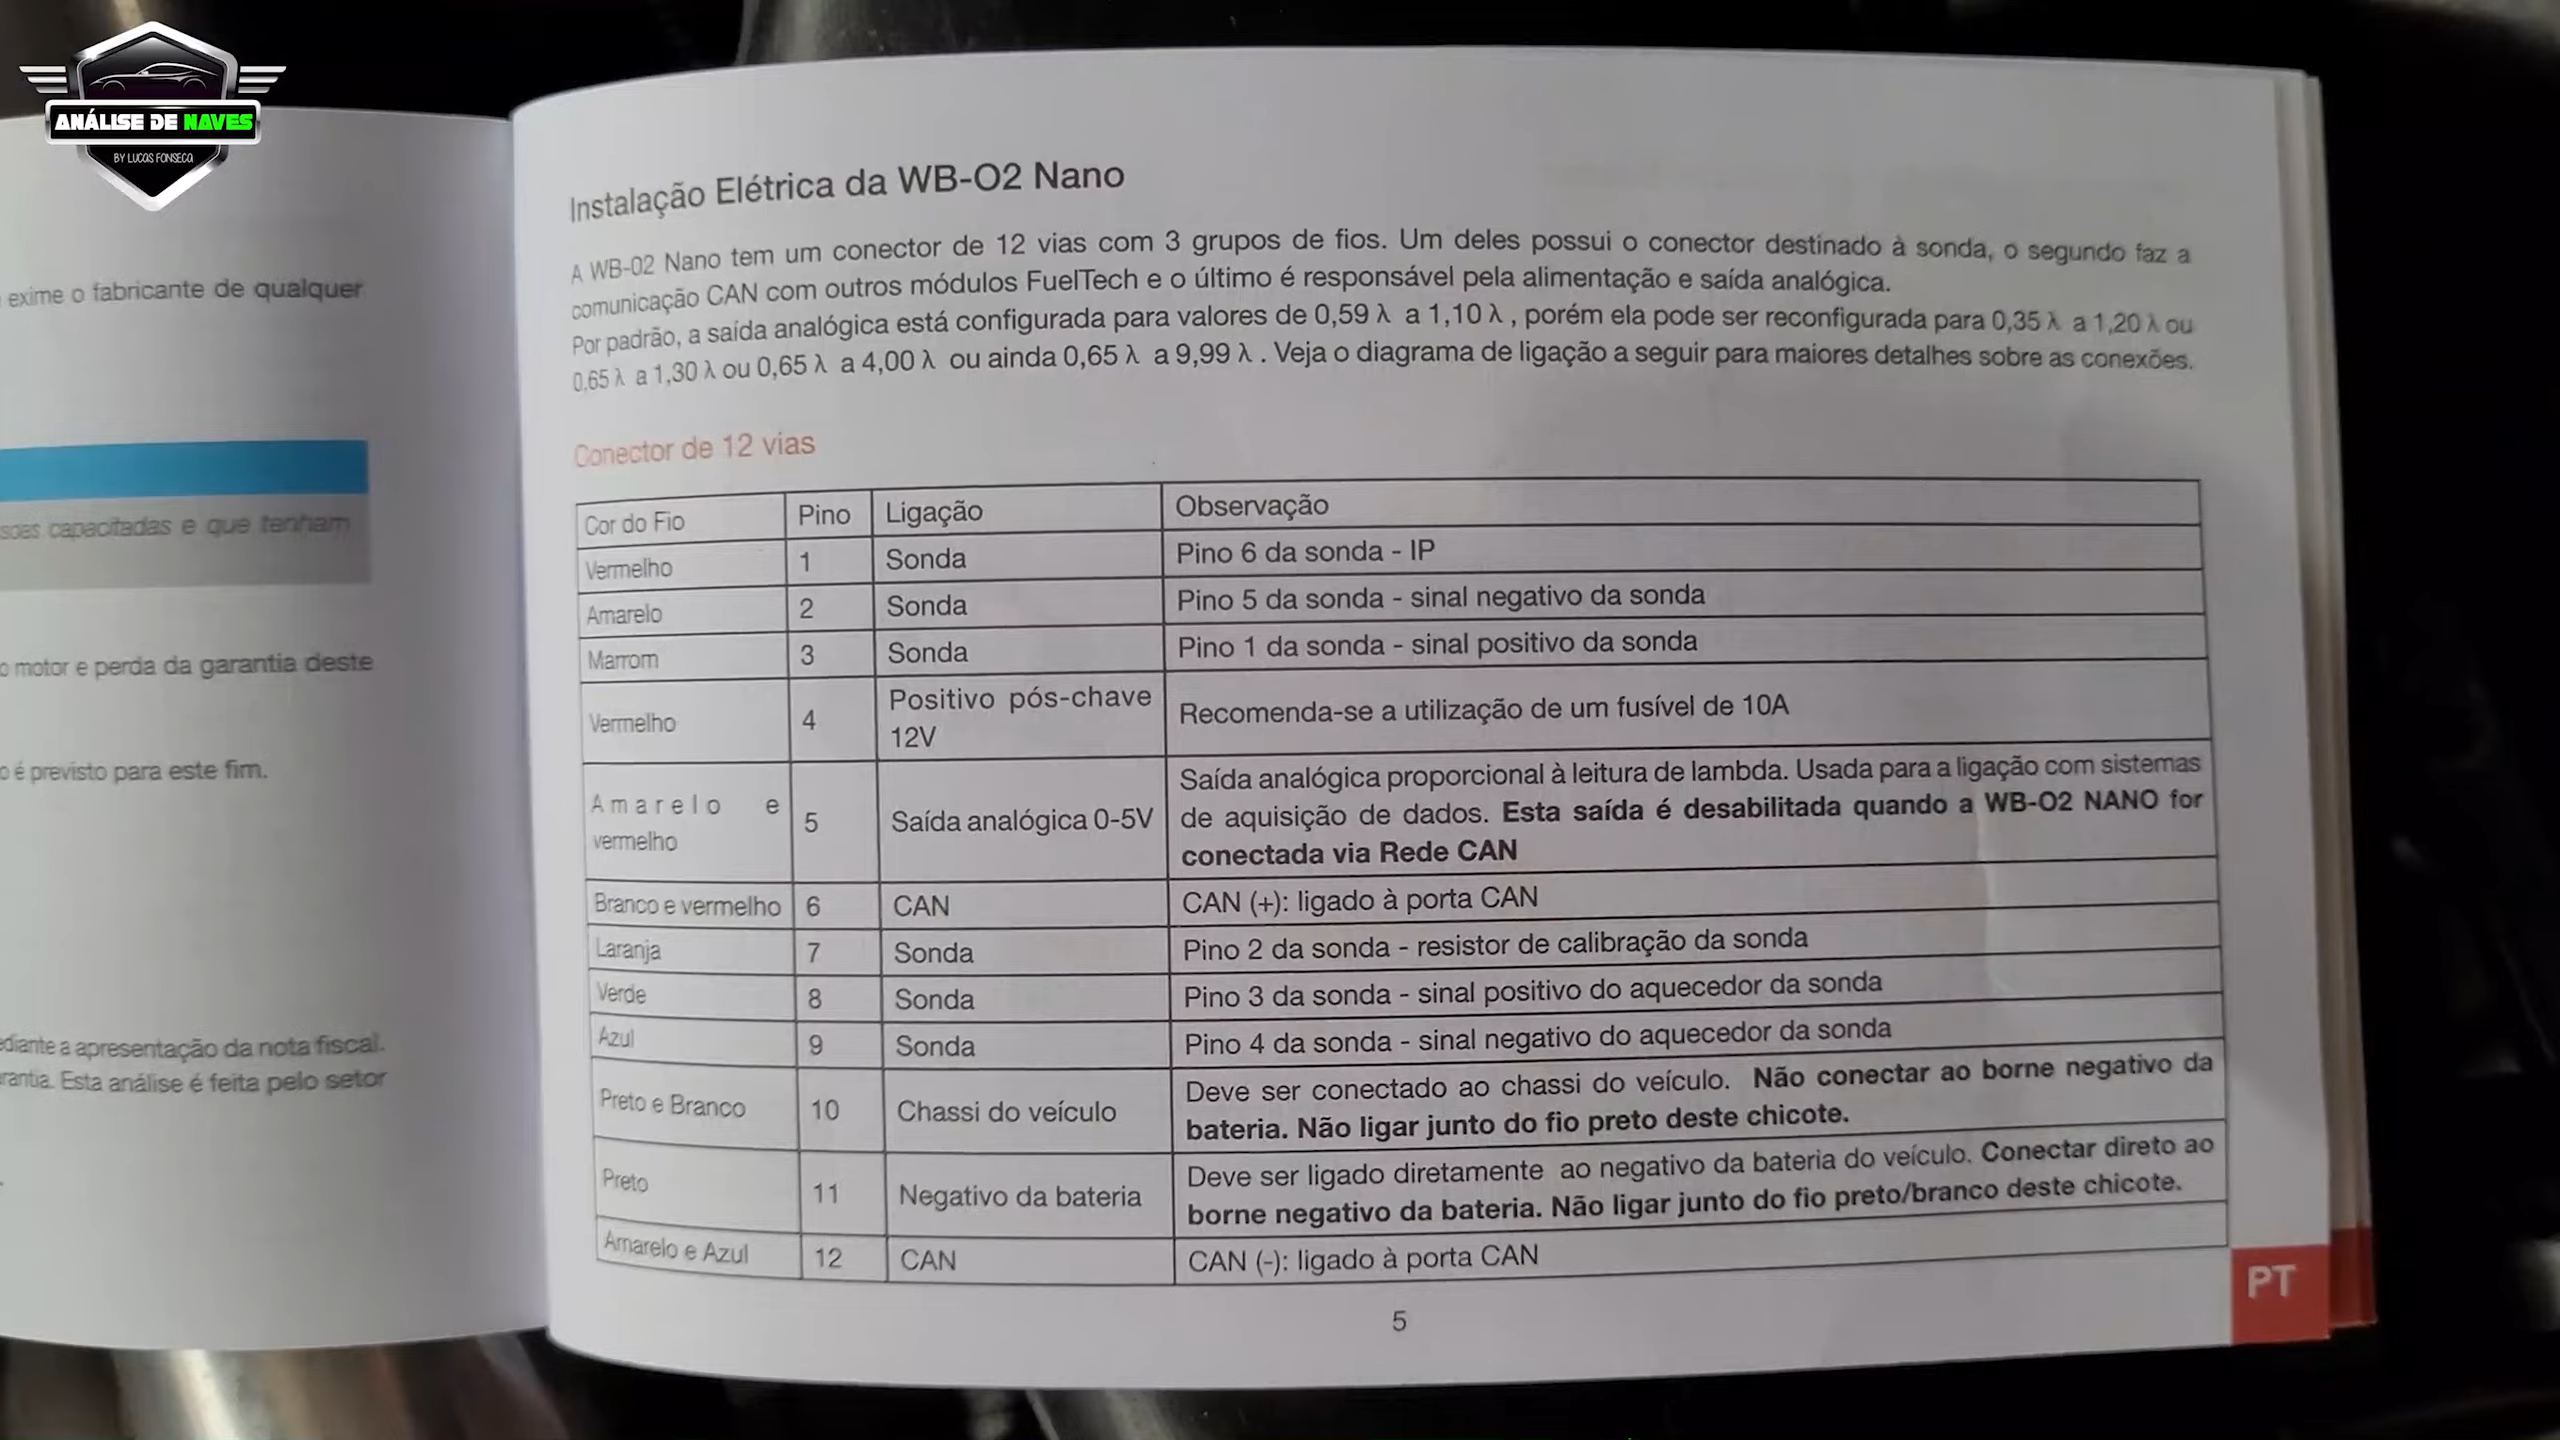 ANÁLISE DE NAVES
BY LUCAS FONSECA
exime o fabricante de qualquer
capacitadas e que tenham
motor e perda da garantia deste
é previsto para este fim.
a apresentação da nota fiscal.
Esta análise é feita pelo setor
Instalação Elétrica da WB-O2 Nano
A WB-02 Nano tem um conector de 12 vias com 3 grupos de fios. Um deles possui o conector destinado à sonda, o segundo faz a
comunicação CAN com outros módulos FuelTech e o último é responsável pela alimentação e saída analógica.
Por padrão, a saída analógica está configurada para valores de 0,59 λ a 1,10 λ , porém ela pode ser reconfigurada para 0,35 λ a 1,20 λ ou
0,65 λ a 1,30 λ ou 0,65 λ a 4,00 λ ou ainda 0,65 λ a 9,99 λ . Veja o diagrama de ligação a seguir para maiores detalhes sobre as conexões.
Conector de 12 vias
Cor do Fio Pino Ligação Observação
Vermelho 1 Sonda Pino 6 da sonda - IP
Amarelo 2 Sonda Pino 5 da sonda - sinal negativo da sonda
Marrom 3 Sonda Pino 1 da sonda - sinal positivo da sonda
Vermelho 4 Positivo pós-chave
12V
Recomenda-se a utilização de um fusível de 10A
Amarelo e
vermelho
5 Saída analógica 0-5V
Saída analógica proporcional à leitura de lambda. Usada para a ligação com sistemas
de aquisição de dados. Esta saída é desabilitada quando a WB-O2 NANO for
conectada via Rede CAN
Branco e vermelho 6 CAN CAN (+): ligado à porta CAN
Laranja 7 Sonda Pino 2 da sonda - resistor de calibração da sonda
Verde 8 Sonda Pino 3 da sonda - sinal positivo do aquecedor da sonda
Azul 9 Sonda Pino 4 da sonda - sinal negativo do aquecedor da sonda
Preto e Branco 10 Chassi do veículo
Deve ser conectado ao chassi do veículo. Não conectar ao borne negativo da
bateria. Não ligar junto do fio preto deste chicote.
Preto 11 Negativo da bateria
Deve ser ligado diretamente ao negativo da bateria do veículo. Conectar direto ao
borne negativo da bateria. Não ligar junto do fio preto/branco deste chicote.
Amarelo e Azul 12 CAN CAN (-): ligado à porta CAN
5
PT